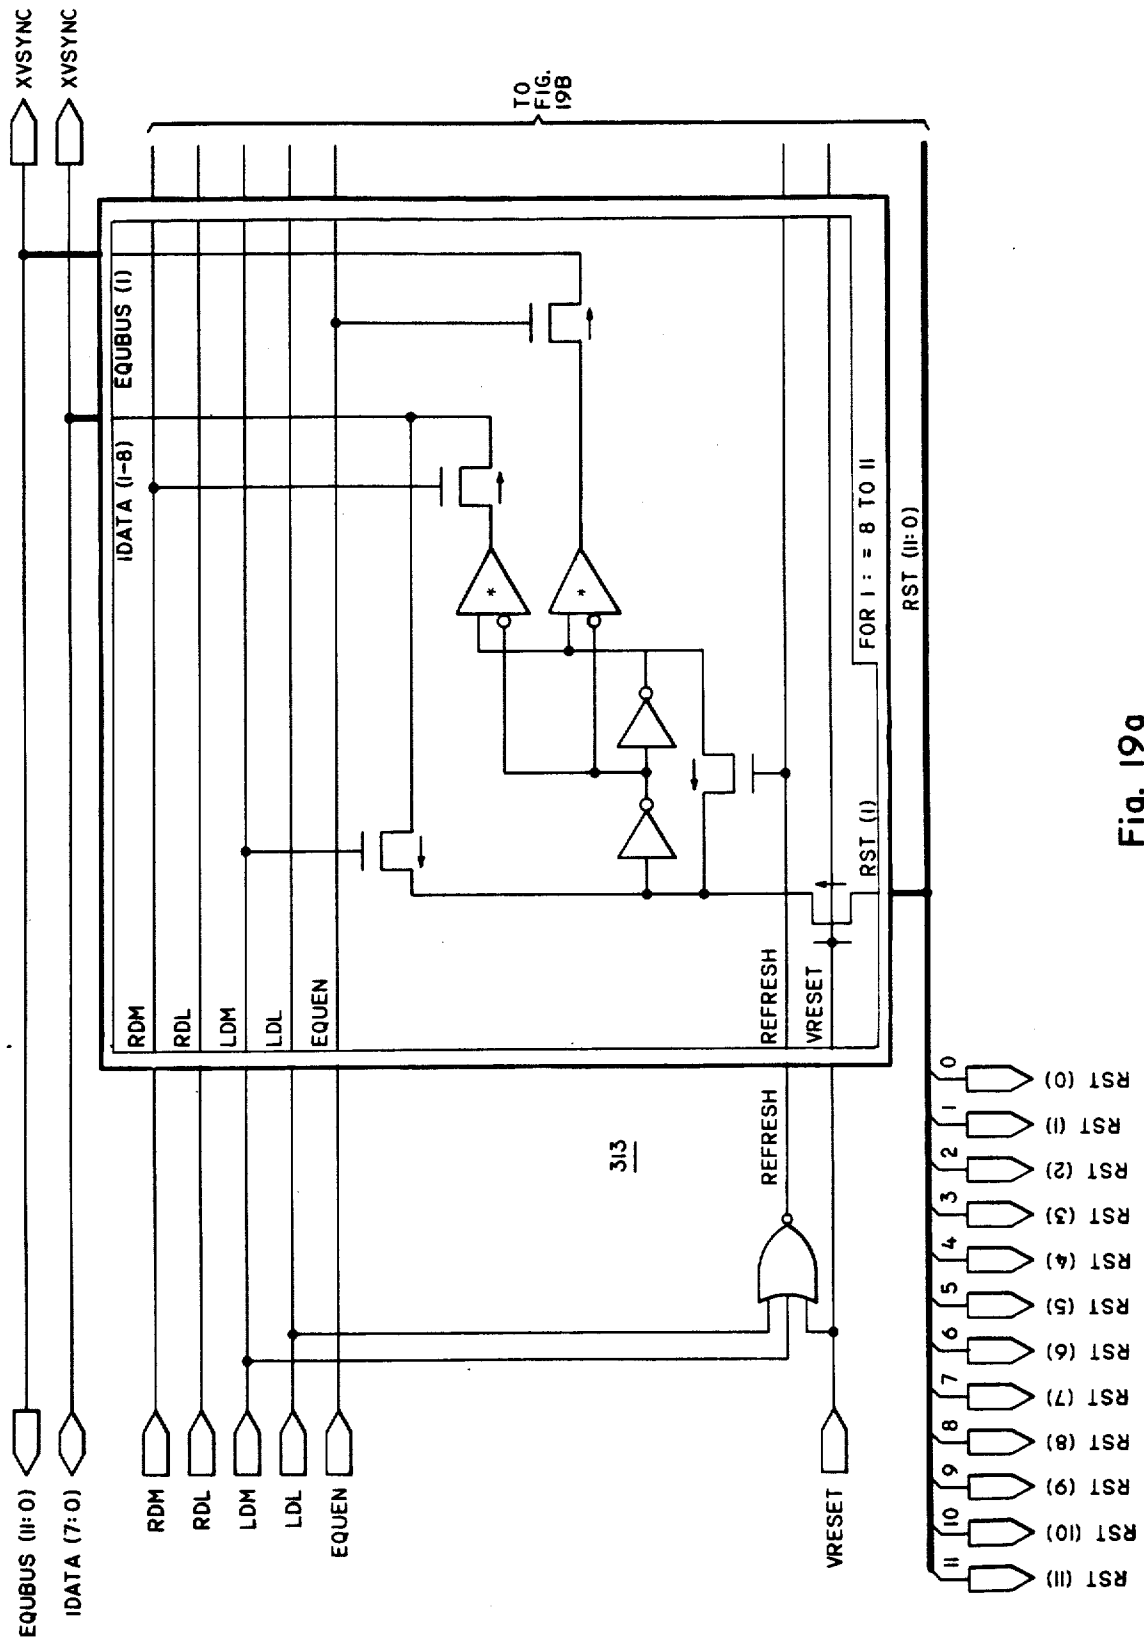 EQUBUS (11:0)
XVSYNC
IDATA (7:0)
XVSYNC
RDM
RDL
LDM
LDL
EQUEN
VRESET
313
REFRESH
RDM
RDL
LDM
LDL
EQUEN
REFRESH
VRESET
IDATA (I-8)
EQUBUS (I)
*
*
RST (I)
FOR I : = 8 TO 11
RST (11:0)
TO
FIG.
19B
11
10
9
8
7
6
5
4
3
2
1
0
RST (11)
RST (10)
RST (9)
RST (8)
RST (7)
RST (6)
RST (5)
RST (4)
RST (3)
RST (2)
RST (1)
RST (0)
Fig. 19a